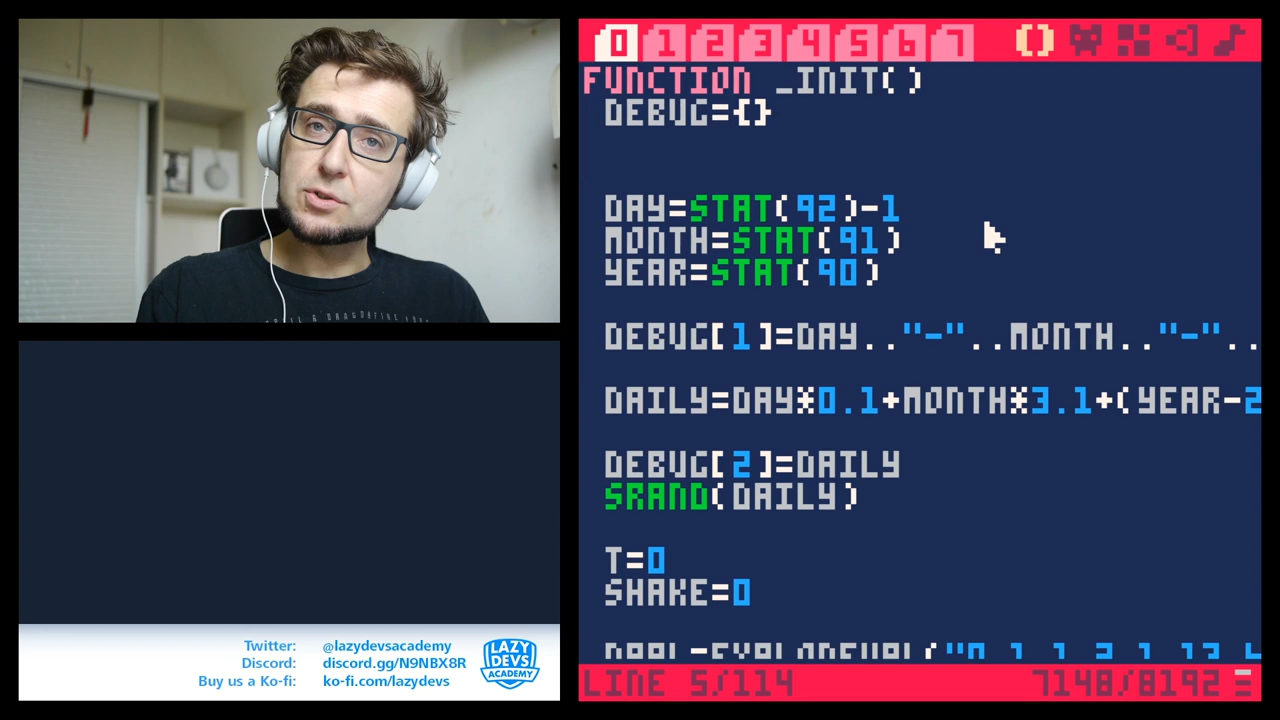 0 1 2 3 4 5 6 7
FUNCTION _INIT()
DEBUG={}
DAY=STAT(92)-1
MONTH=STAT(91)
YEAR=STAT(90)
DEBUG[1]=DAY.."-"..MONTH.."-"..
DAILY=DAY*0.1+MONTH*3.1+(YEAR-2
DEBUG[2]=DAILY
SRAND(DAILY)
T=0
SHAKE=0
LINE 5/114 7148/8192
Twitter: @lazydevsacademy
Discord: discord.gg/N9NBX8R
Buy us a Ko-fi: ko-fi.com/lazydevs
LAZY
DEVS
ACADEMY